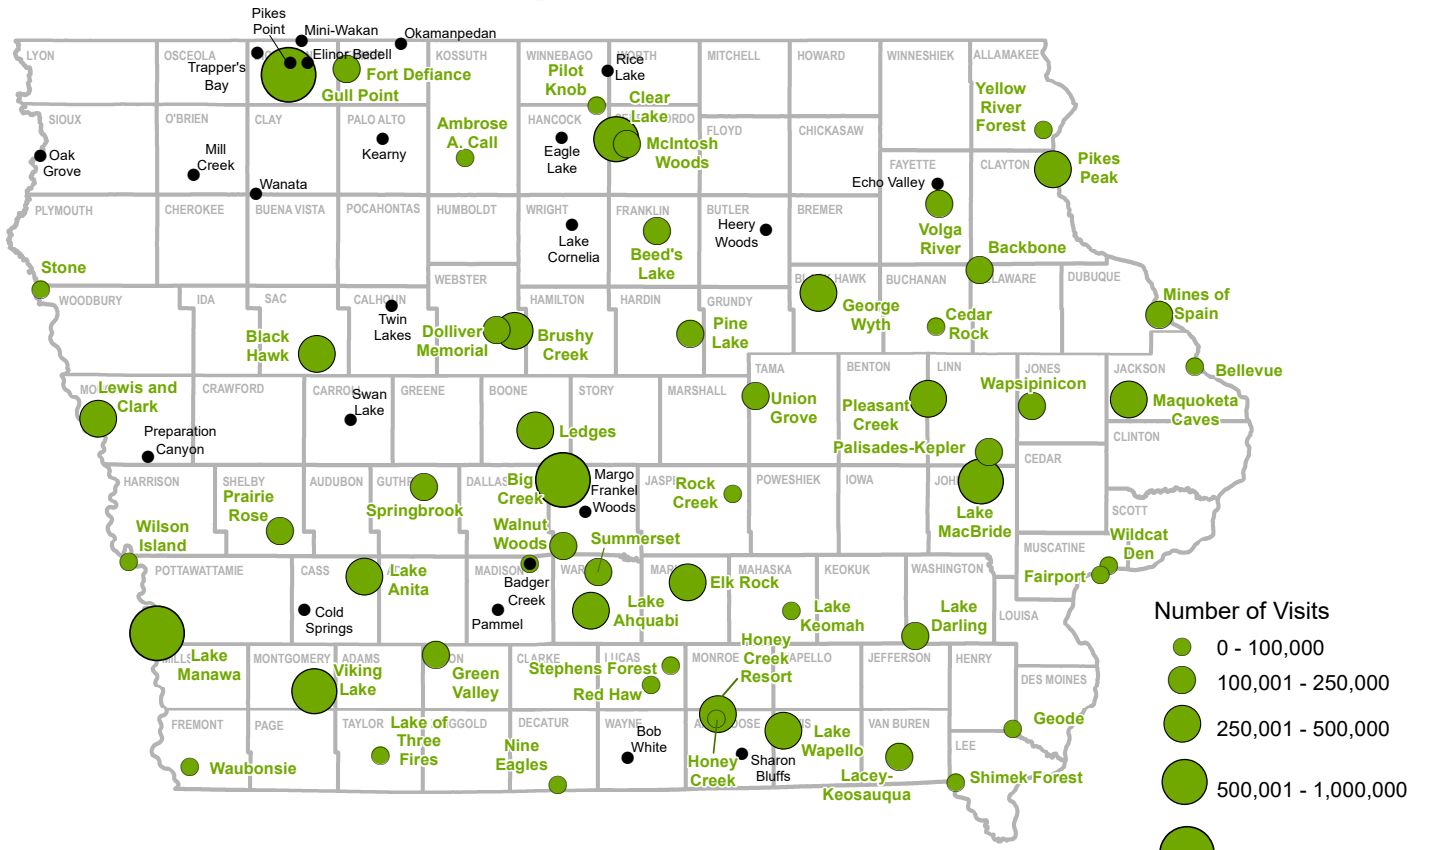 Pikes
Point
Mini-Wakan
Okamanpedan
Elinor Bedell
Trapper's
Bay
Fort Defiance
Gull Point
LYON
OSCEOLA
KOSSUTH
WINNEBAGO
WORTH
MITCHELL
HOWARD
WINNESHIEK
ALLAMAKEE
Pilot
Knob
Rice
Lake
Clear
Lake
Yellow
River
Forest
SIOUX
O'BRIEN
CLAY
PALO ALTO
Ambrose
A. Call
HANCOCK
McIntosh
Woods
FLOYD
CHICKASAW
Oak
Grove
Mill
Creek
Kearny
Eagle
Lake
FAYETTE
CLAYTON
Pikes
Peak
Wanata
Echo Valley
PLYMOUTH
CHEROKEE
BUENA VISTA
POCAHONTAS
HUMBOLDT
WRIGHT
FRANKLIN
BUTLER
BREMER
Lake
Cornelia
Beed's
Lake
Heery
Woods
Volga
River
Backbone
Stone
WOODBURY
IDA
SAC
CALHOUN
WEBSTER
HAMILTON
HARDIN
GRUNDY
BUCHANAN
DUBUQUE
Twin
Lakes
Black
Hawk
Dolliver
Memorial
Brushy
Creek
Pine
Lake
George
Wyth
Cedar
Rock
Mines of
Spain
Bellevue
Lewis and
Clark
CRAWFORD
CARROLL
GREENE
BOONE
STORY
MARSHALL
TAMA
BENTON
LINN
JONES
JACKSON
Swan
Lake
Union
Grove
Pleasant
Creek
Wapsipinicon
Maquoketa
Caves
Preparation
Canyon
Ledges
Palisades-Kepler
CLINTON
CEDAR
HARRISON
SHELBY
AUDUBON
DALLAS
Big
Creek
Margo
Frankel
Woods
Rock
Creek
POWESHIEK
IOWA
Prairie
Rose
Springbrook
Lake
MacBride
SCOTT
Wilson
Island
Walnut
Woods
Summerset
MUSCATINE
Wildcat
Den
Fairport
POTTAWATTAMIE
CASS
Lake
Anita
MADISON
Badger
Creek
Elk Rock
MAHASKA
KEOKUK
WASHINGTON
LOUISA
Cold
Springs
Pammel
Lake
Ahquabi
Lake
Keomah
Lake
Darling
Lake
Manawa
MILLS
MONTGOMERY
ADAMS
Viking
Lake
Green
Valley
CLARKE
LUCAS
Stephens Forest
Red Haw
MONROE
Honey
Creek
Resort
JEFFERSON
HENRY
DES MOINES
FREMONT
PAGE
TAYLOR
Lake of
Three
Fires
DECATUR
WAYNE
VAN BUREN
LEE
Geode
Waubonsie
Nine
Eagles
Bob
White
Honey
Creek
Sharon
Bluffs
Lake
Wapello
Lacey-
Keosauqua
Shimek Forest
Number of Visits
0 - 100,000
100,001 - 250,000
250,001 - 500,000
500,001 - 1,000,000